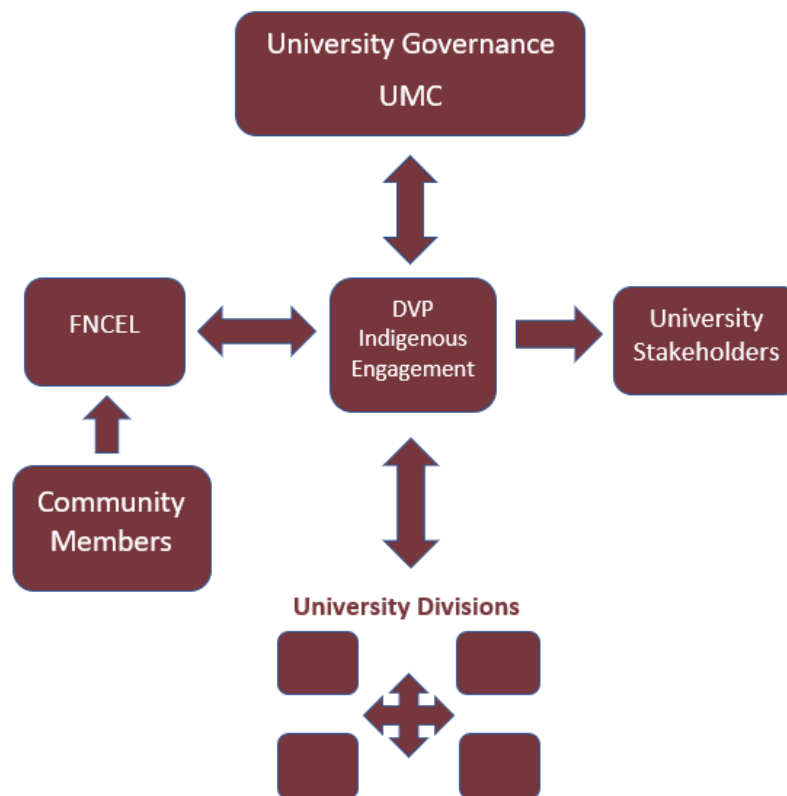 University Governance
UMC
FNCEL
DVP
Indigenous
Engagement
University
Stakeholders
Community
Members
University Divisions